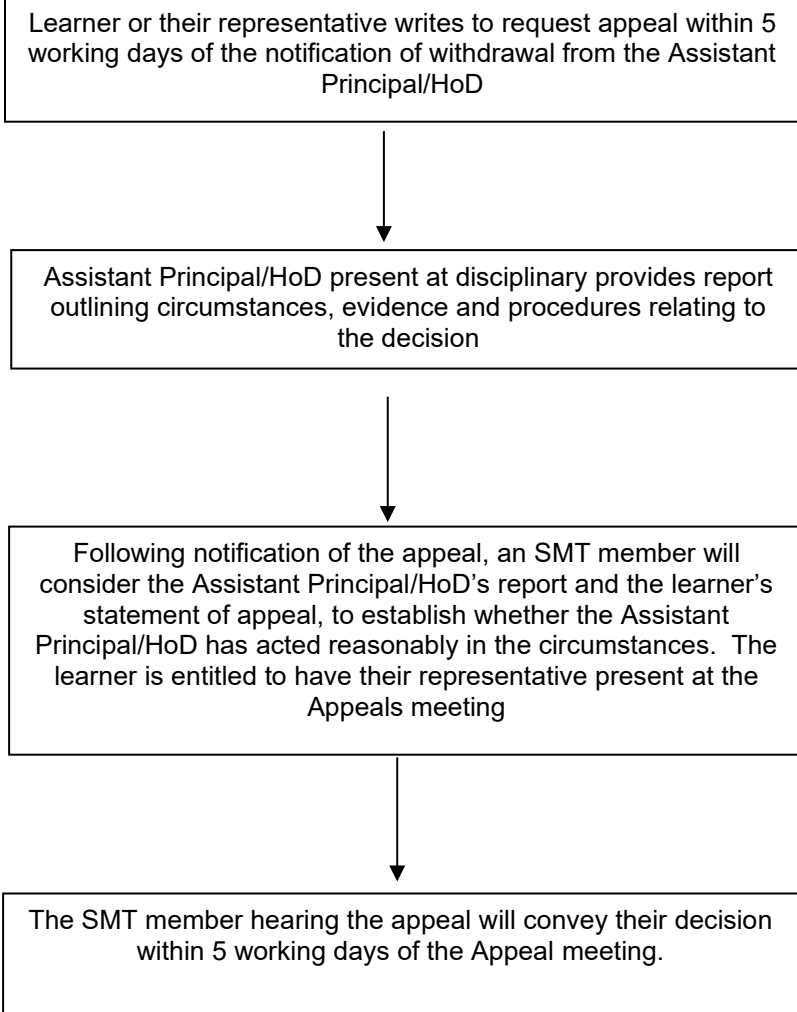 Learner or their representative writes to request appeal within 5
working days of the notification of withdrawal from the Assistant
Principal/HoD
Assistant Principal/HoD present at disciplinary provides report
outlining circumstances, evidence and procedures relating to
the decision
Following notification of the appeal, an SMT member will
consider the Assistant Principal/HoD’s report and the learner’s
statement of appeal, to establish whether the Assistant
Principal/HoD has acted reasonably in the circumstances.  The
learner is entitled to have their representative present at the
Appeals meeting
The SMT member hearing the appeal will convey their decision
within 5 working days of the Appeal meeting.